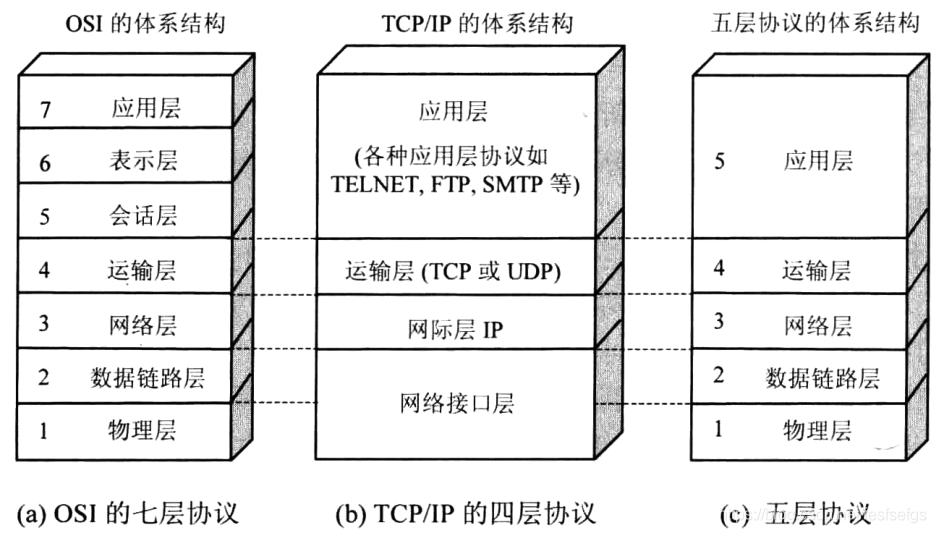 OSI 的体系结构
7 应用层
6 表示层
5 会话层
4 运输层
3 网络层
2 数据链路层
1 物理层
(a) OSI 的七层协议
TCP/IP 的体系结构
应用层
(各种应用层协议如
TELNET, FTP, SMTP 等)
运输层 (TCP 或 UDP)
网际层 IP
网络接口层
(b) TCP/IP 的四层协议
五层协议的体系结构
5 应用层
4 运输层
3 网络层
2 数据链路层
1 物理层
(c) 五层协议